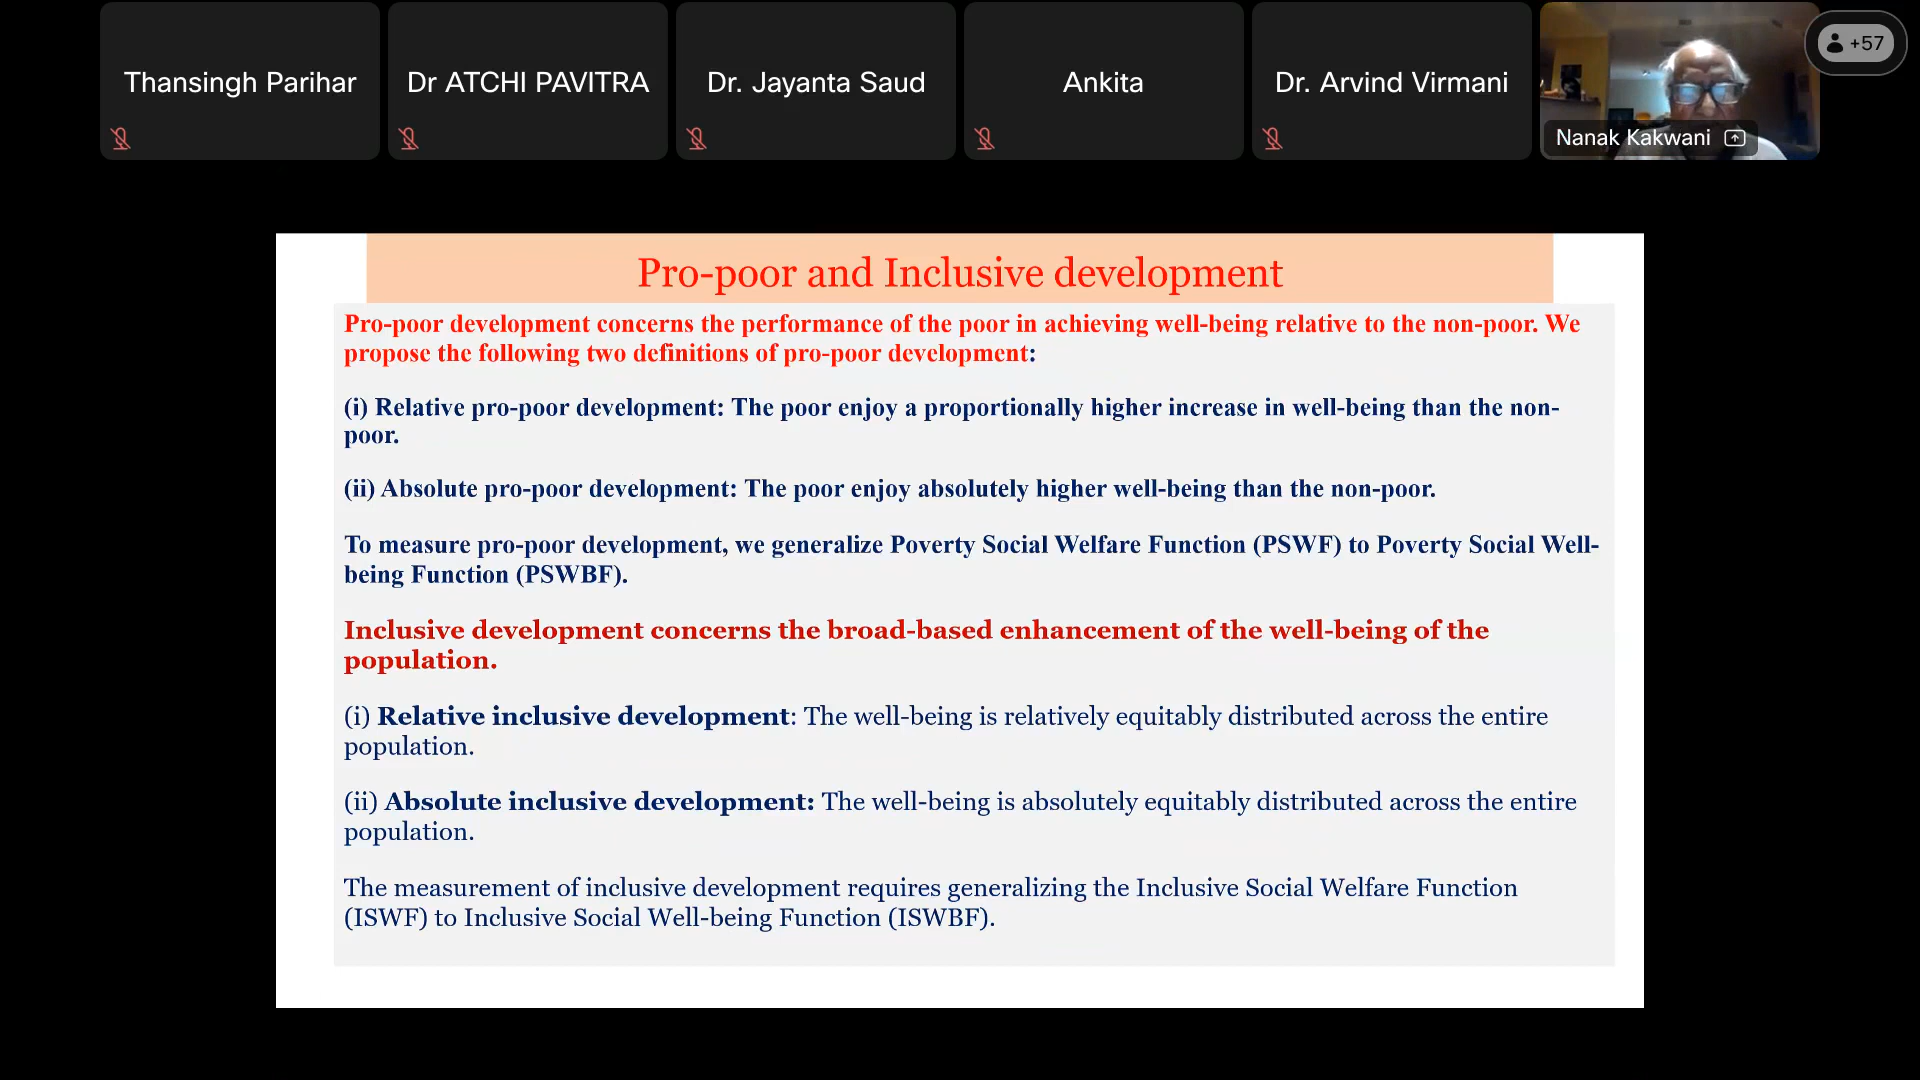 Thansingh Parihar
Dr ATCHI PAVITRA
Dr. Jayanta Saud
Ankita
Dr. Arvind Virmani
Nanak Kakwani
+57
Pro-poor and Inclusive development
Pro-poor development concerns the performance of the poor in achieving well-being relative to the non-poor. We
propose the following two definitions of pro-poor development:
(i) Relative pro-poor development: The poor enjoy a proportionally higher increase in well-being than the non-
poor.
(ii) Absolute pro-poor development: The poor enjoy absolutely higher well-being than the non-poor.
To measure pro-poor development, we generalize Poverty Social Welfare Function (PSWF) to Poverty Social Well-
being Function (PSWBF).
Inclusive development concerns the broad-based enhancement of the well-being of the
population.
(i) Relative inclusive development: The well-being is relatively equitably distributed across the entire
population.
(ii) Absolute inclusive development: The well-being is absolutely equitably distributed across the entire
population.
The measurement of inclusive development requires generalizing the Inclusive Social Welfare Function
(ISWF) to Inclusive Social Well-being Function (ISWBF).